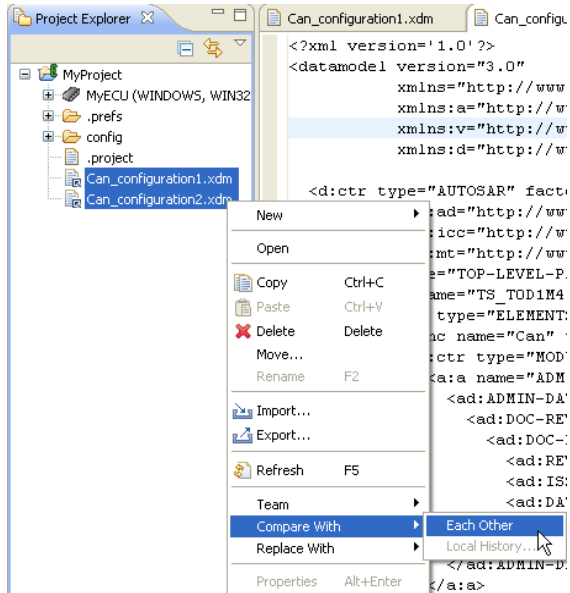 Project Explorer
MyProject
MyECU (WINDOWS, WIN32
.prefs
config
.project
Can_configuration1.xdm
Can_configuration2.xdm
New
Open
Copy Ctrl+C
Paste Ctrl+V
Delete Delete
Move...
Rename F2
Import...
Export...
Refresh F5
Team
Compare With
Replace With
Properties Alt+Enter
Each Other
Local History...
Can_configuration1.xdm Can_configu
<?xml version='1.0'?>
<datamodel version="3.0"
xmlns="http://www
xmlns:a="http://w
xmlns:v="http://w
xmlns:d="http://w
<d:ctr type="AUTOSAR" facto
:ad="http://ww
:icc="http://w
:mt="http://ww
="TOP-LEVEL-P
ame="TS_TOD1M4
type="ELEMENT
nc name="Can"
:ctr type="MOD
<a:a name="ADM
<ad:ADMIN-DA
<ad:DOC-RE
<ad:DOC-
<ad:RE
<ad:IS
<ad:DA
</ad:ADMIN-D
</a:a>